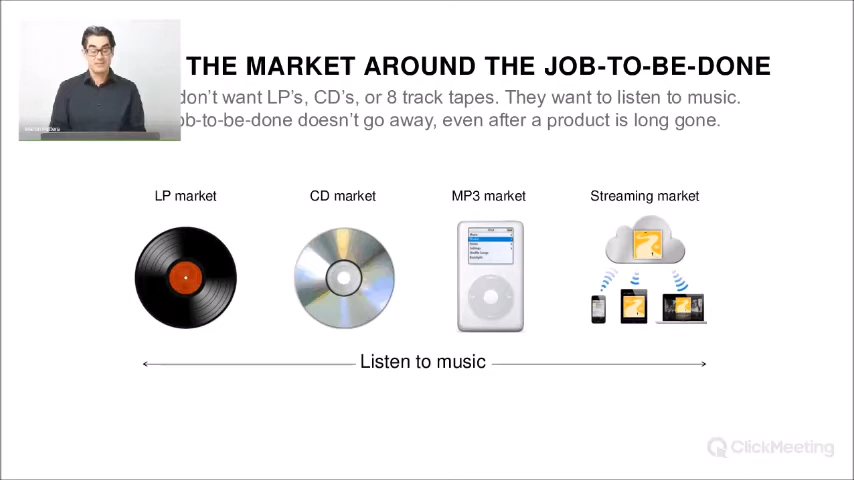 THE MARKET AROUND THE JOB-TO-BE-DONE
don't want LP's, CD's, or 8 track tapes. They want to listen to music.
ob-to-be-done doesn't go away, even after a product is long gone.
LP market
CD market
MP3 market
Streaming market
Listen to music
ClickMeeting